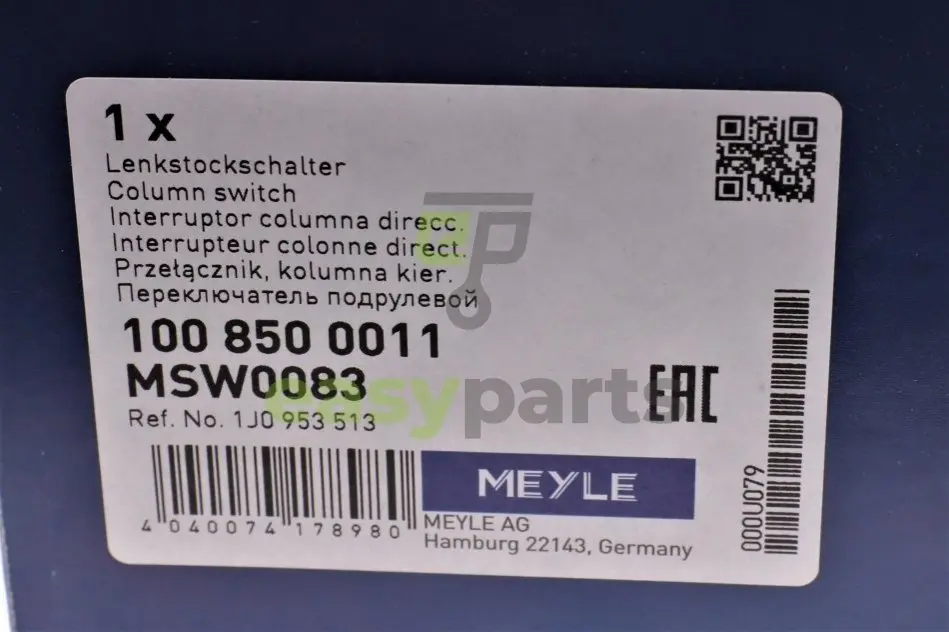 1 x
Lenkstockschalter
Column switch
Interruptor columna direcc.
Interrupteur colonne direct.
Przełącznik, kolumna kier.
Переключатель подрулевой
100 850 0011
MSW0083
Ref. No. 1J0 953 513
easyparts
EAC
4 040074 178980
MEYLE
MEYLE AG
Hamburg 22143, Germany
000U079